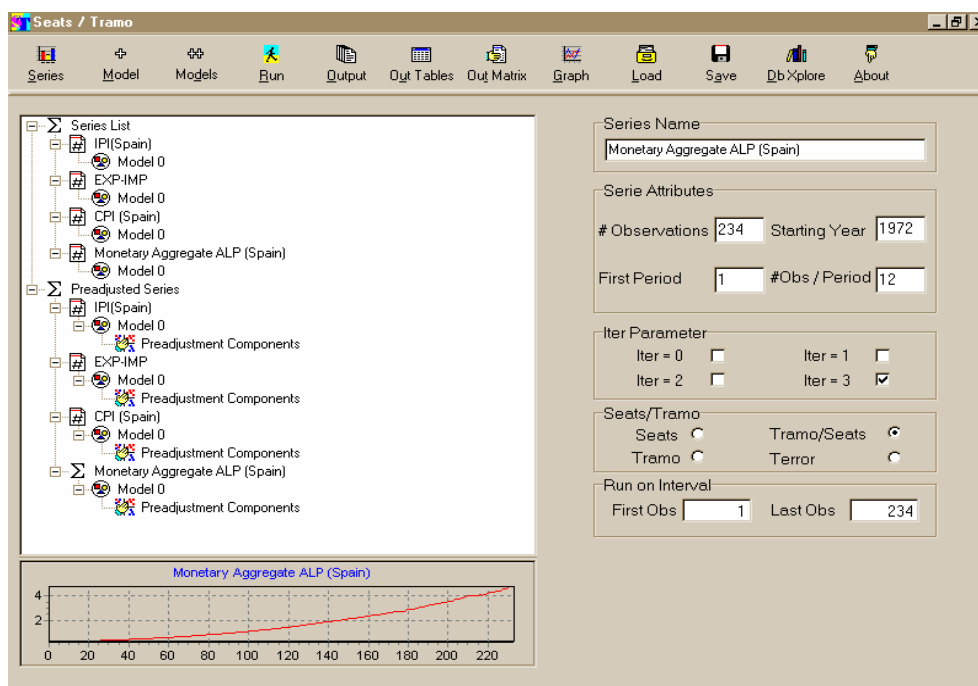 Seats / Tramo
Series Model Models Run Output Out Tables Out Matrix Graph Load Save Db Xplore About
Series List
IPI(Spain)
Model 0
EXP-IMP
Model 0
CPI (Spain)
Model 0
Monetary Aggregate ALP (Spain)
Model 0
Preadjusted Series
IPI(Spain)
Model 0
Preadjustment Components
EXP-IMP
Model 0
Preadjustment Components
CPI (Spain)
Model 0
Preadjustment Components
Monetary Aggregate ALP (Spain)
Model 0
Preadjustment Components
Monetary Aggregate ALP (Spain)
4
2
0 20 40 60 80 100 120 140 160 180 200 220
Series Name
Monetary Aggregate ALP (Spain)
Serie Attributes
# Observations 234 Starting Year 1972
First Period 1 #Obs / Period 12
Iter Parameter
Iter = 0 Iter = 1
Iter = 2 Iter = 3
Seats/Tramo
Seats Tramo/Seats
Tramo Terror
Run on Interval
First Obs 1 Last Obs 234